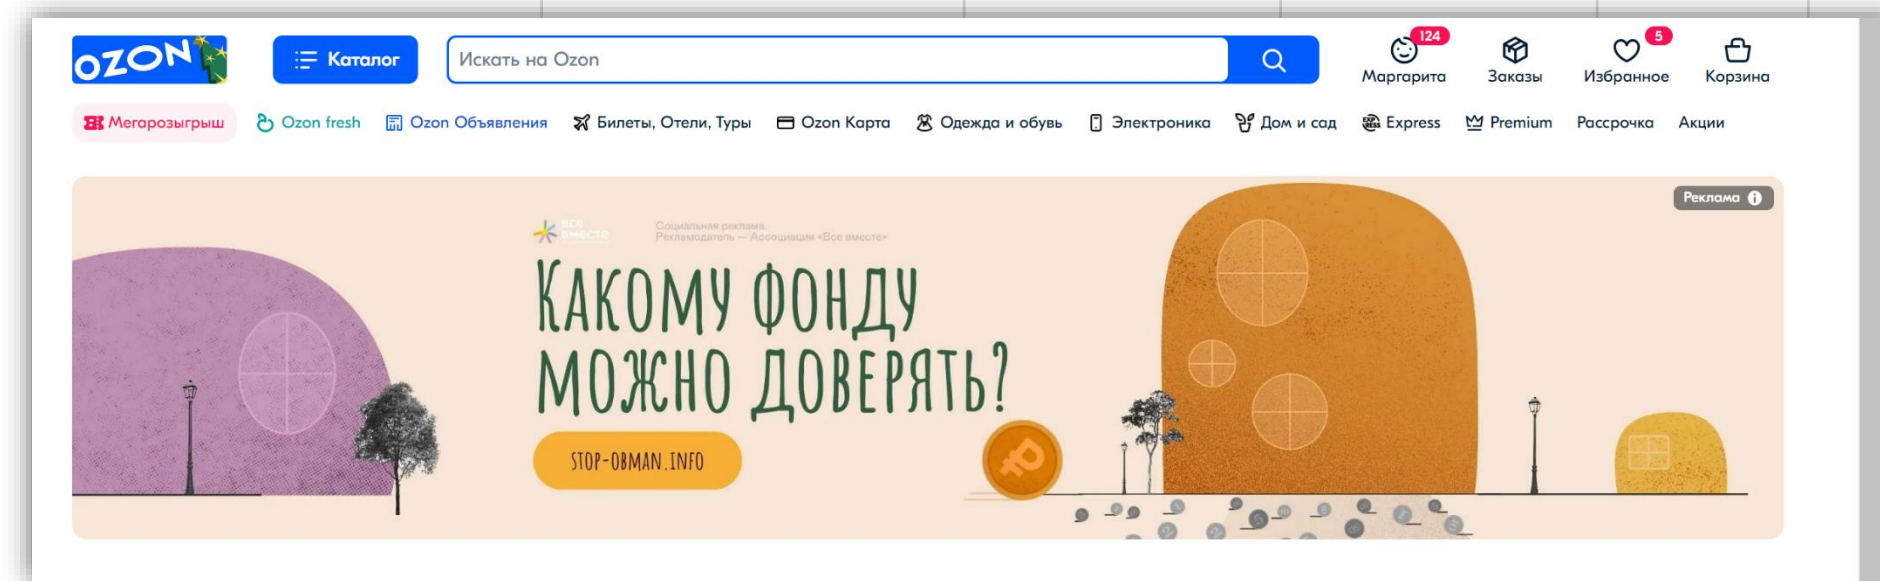 OZON
Каталог
Искать на Ozon
124
Маргарита
Заказы
5
Избранное
Корзина
Мегарозыгрыш
Ozon fresh
Ozon Объявления
Билеты, Отели, Туры
Ozon Карта
Одежда и обувь
Электроника
Дом и сад
Express
Premium
Рассрочка
Акции
Реклама
все вместе
Социальная реклама.
Рекламодатель — Ассоциация «Все вместе»
КАКОМУ ФОНДУ
МОЖНО ДОВЕРЯТЬ?
STOP-OBMAN.INFO
₽